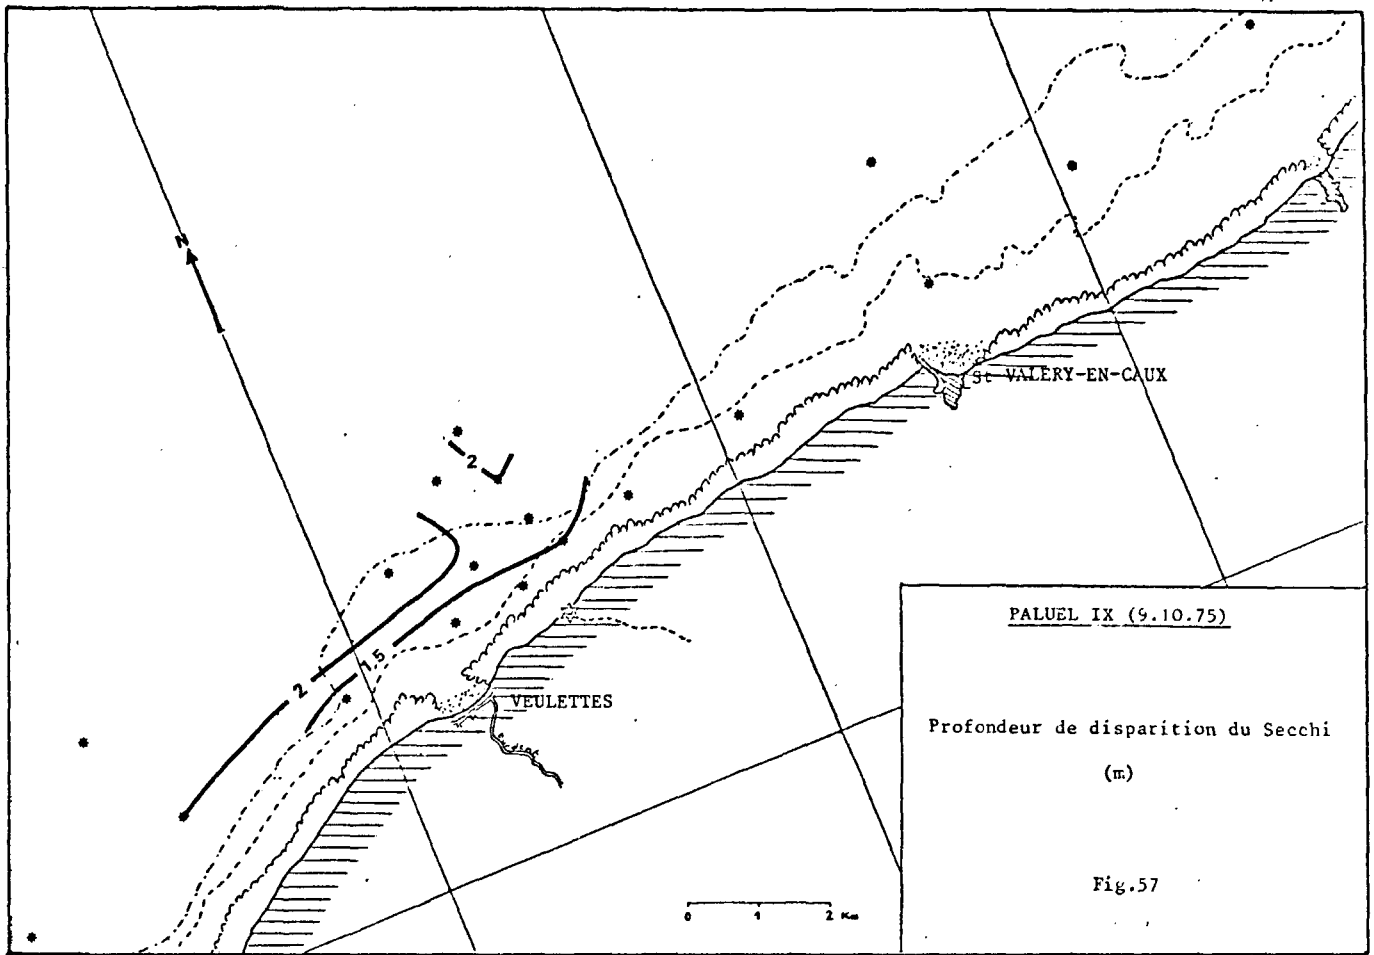 N
St VALERY-EN-CAUX
2
2
1.5
VEULETTES
0 1 2 Km
PALUEL IX (9.10.75)
Profondeur de disparition du Secchi
(m)
Fig.57